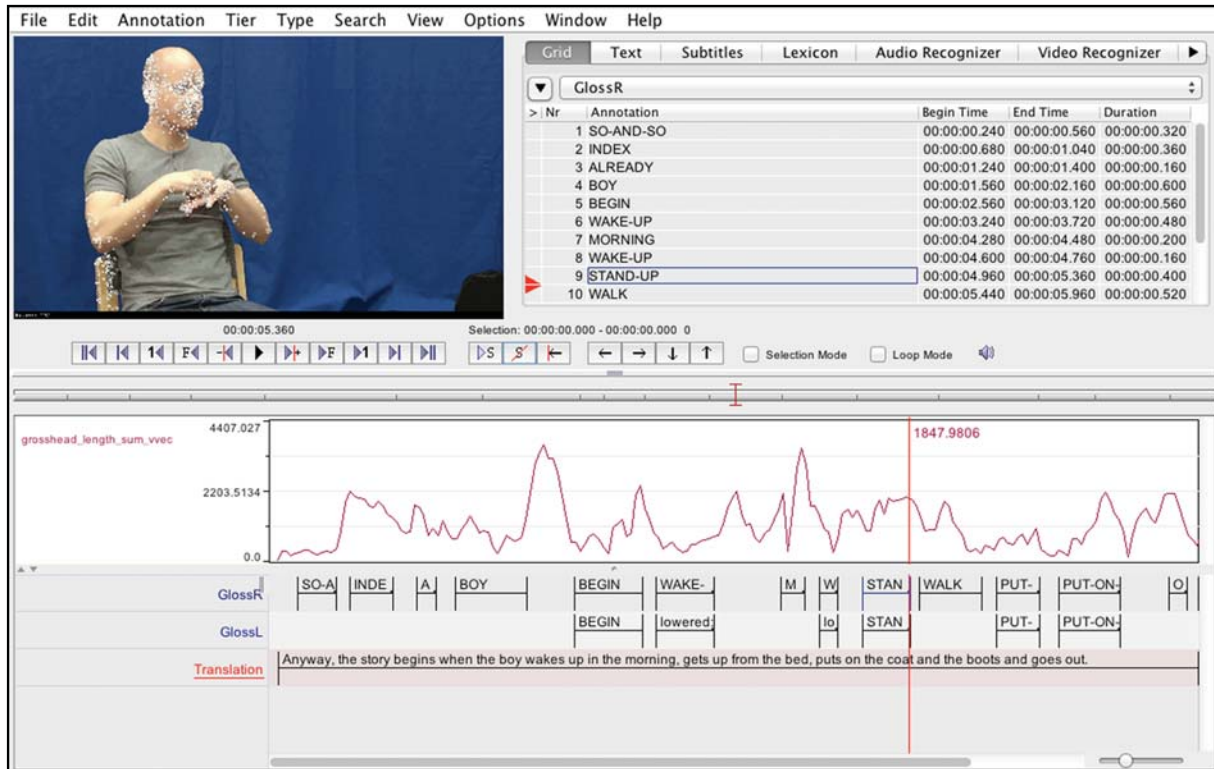 File Edit Annotation Tier Type Search View Options Window Help
Grid Text Subtitles Lexicon Audio Recognizer Video Recognizer
GlossR
> Nr Annotation Begin Time End Time Duration
1 SO-AND-SO 00:00:00.240 00:00:00.560 00:00:00.320
2 INDEX 00:00:00.680 00:00:01.040 00:00:00.360
3 ALREADY 00:00:01.240 00:00:01.400 00:00:00.160
4 BOY 00:00:01.560 00:00:02.160 00:00:00.600
5 BEGIN 00:00:02.560 00:00:03.120 00:00:00.560
6 WAKE-UP 00:00:03.240 00:00:03.720 00:00:00.480
7 MORNING 00:00:04.280 00:00:04.480 00:00:00.200
8 WAKE-UP 00:00:04.600 00:00:04.760 00:00:00.160
9 STAND-UP 00:00:04.960 00:00:05.360 00:00:00.400
10 WALK 00:00:05.440 00:00:05.960 00:00:00.520
00:00:05.360 Selection: 00:00:00.000 - 00:00:00.000 0
1 F F 1 S S Selection Mode Loop Mode
grosshead_length_sum_vvec 4407.027 1847.9806
2203.5134
0.0
GlossR SO-A INDE A BOY BEGIN WAKE- M W STAN WALK PUT- PUT-ON- O
GlossL BEGIN lowered; lo STAN PUT- PUT-ON-
Translation Anyway, the story begins when the boy wakes up in the morning, gets up from the bed, puts on the coat and the boots and goes out.